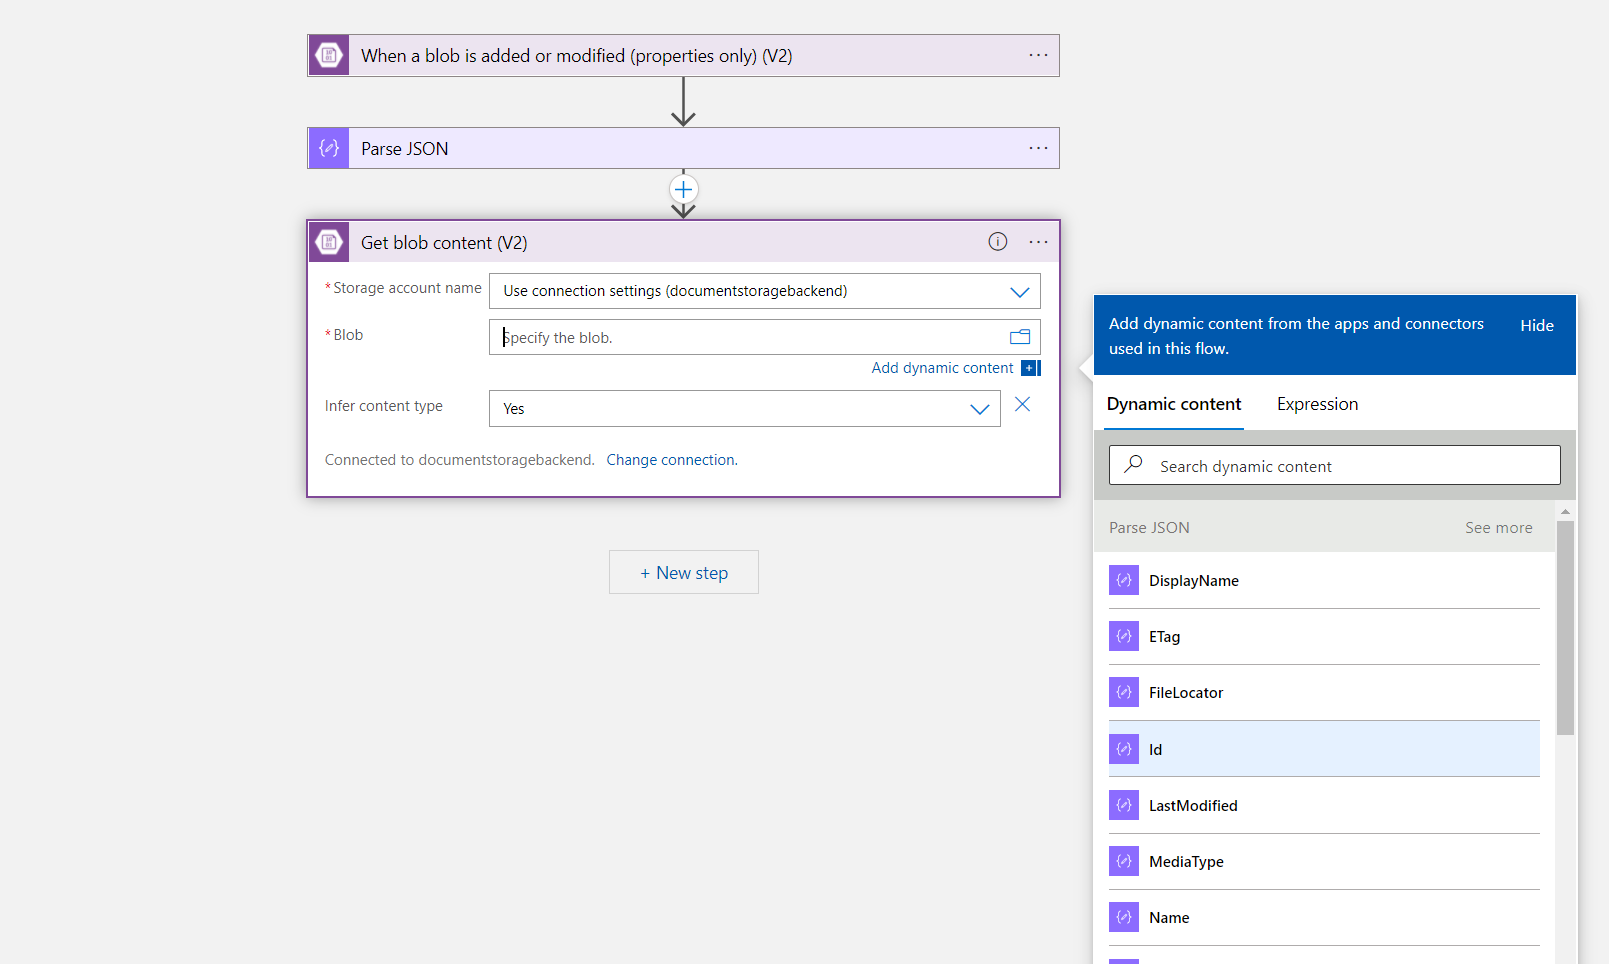 When a blob is added or modified (properties only) (V2)
Parse JSON
Get blob content (V2)
* Storage account name
Use connection settings (documentstoragebackend)
* Blob
Specify the blob.
Add dynamic content
Infer content type
Yes
Connected to documentstoragebackend. Change connection.
+ New step
Add dynamic content from the apps and connectors
used in this flow.
Hide
Dynamic content
Expression
Search dynamic content
Parse JSON
See more
DisplayName
ETag
FileLocator
Id
LastModified
MediaType
Name